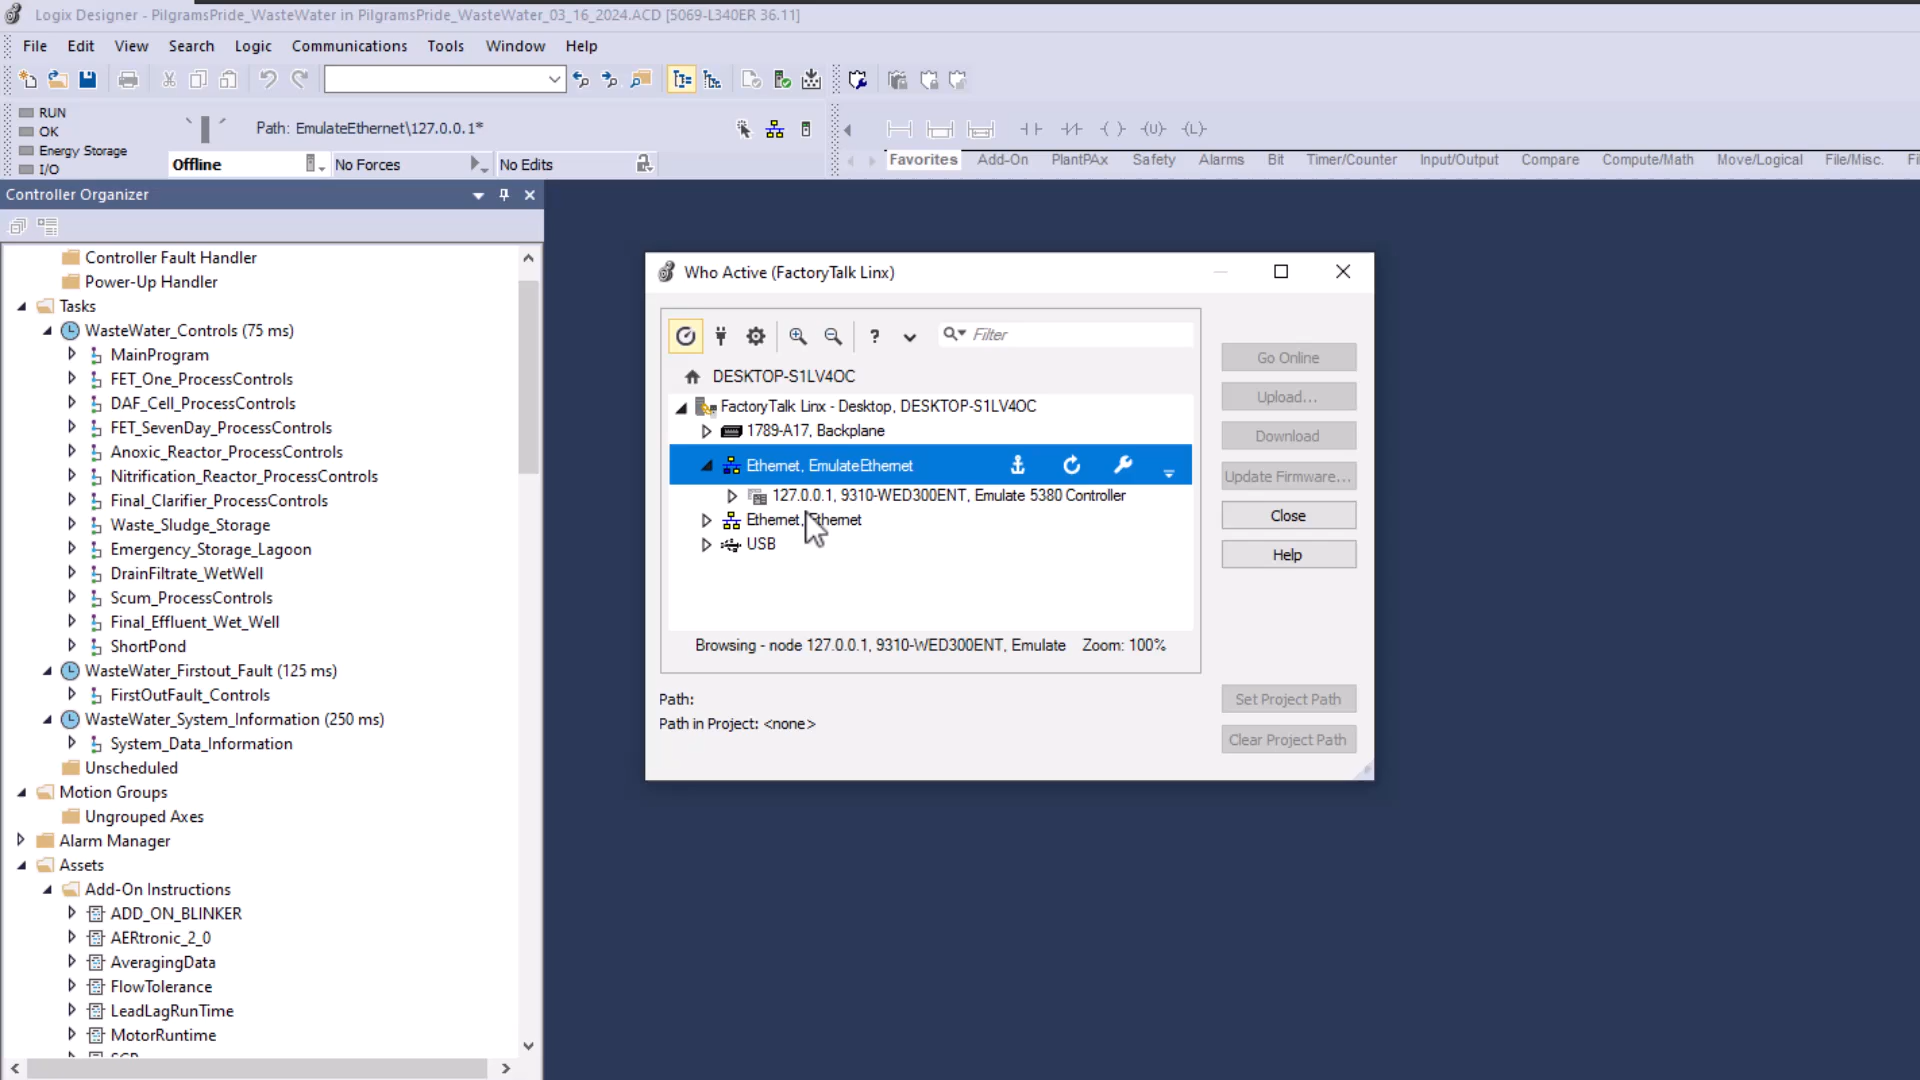 Logix Designer - PilgramsPride_WasteWater in PilgramsPride_WasteWater_03_16_2024.ACD [5069-L340ER 36.11]
File Edit View Search Logic Communications Tools Window Help
RUN
OK
Energy Storage
I/O
Path: EmulateEthernet\127.0.0.1*
Offline No Forces No Edits
Favorites Add-On PlantPAx Safety Alarms Bit Timer/Counter Input/Output Compare Compute/Math Move/Logical File/Misc. Fi
Controller Organizer
Controller Fault Handler
Power-Up Handler
Tasks
WasteWater_Controls (75 ms)
MainProgram
FET_One_ProcessControls
DAF_Cell_ProcessControls
FET_SevenDay_ProcessControls
Anoxic_Reactor_ProcessControls
Nitrification_Reactor_ProcessControls
Final_Clarifier_ProcessControls
Waste_Sludge_Storage
Emergency_Storage_Lagoon
DrainFiltrate_WetWell
Scum_ProcessControls
Final_Effluent_Wet_Well
ShortPond
WasteWater_Firstout_Fault (125 ms)
FirstOutFault_Controls
WasteWater_System_Information (250 ms)
System_Data_Information
Unscheduled
Motion Groups
Ungrouped Axes
Alarm Manager
Assets
Add-On Instructions
ADD_ON_BLINKER
AERtronic_2_0
AveragingData
FlowTolerance
LeadLagRunTime
MotorRuntime
Who Active (FactoryTalk Linx)
? Filter
DESKTOP-S1LV4OC
FactoryTalk Linx - Desktop, DESKTOP-S1LV4OC
1789-A17, Backplane
Ethernet, EmulateEthernet
127.0.0.1, 9310-WED300ENT, Emulate 5380 Controller
Ethernet, Ethernet
USB
Browsing - node 127.0.0.1, 9310-WED300ENT, Emulate Zoom: 100%
Path:
Path in Project: <none>
Go Online
Upload...
Download
Update Firmware...
Close
Help
Set Project Path
Clear Project Path